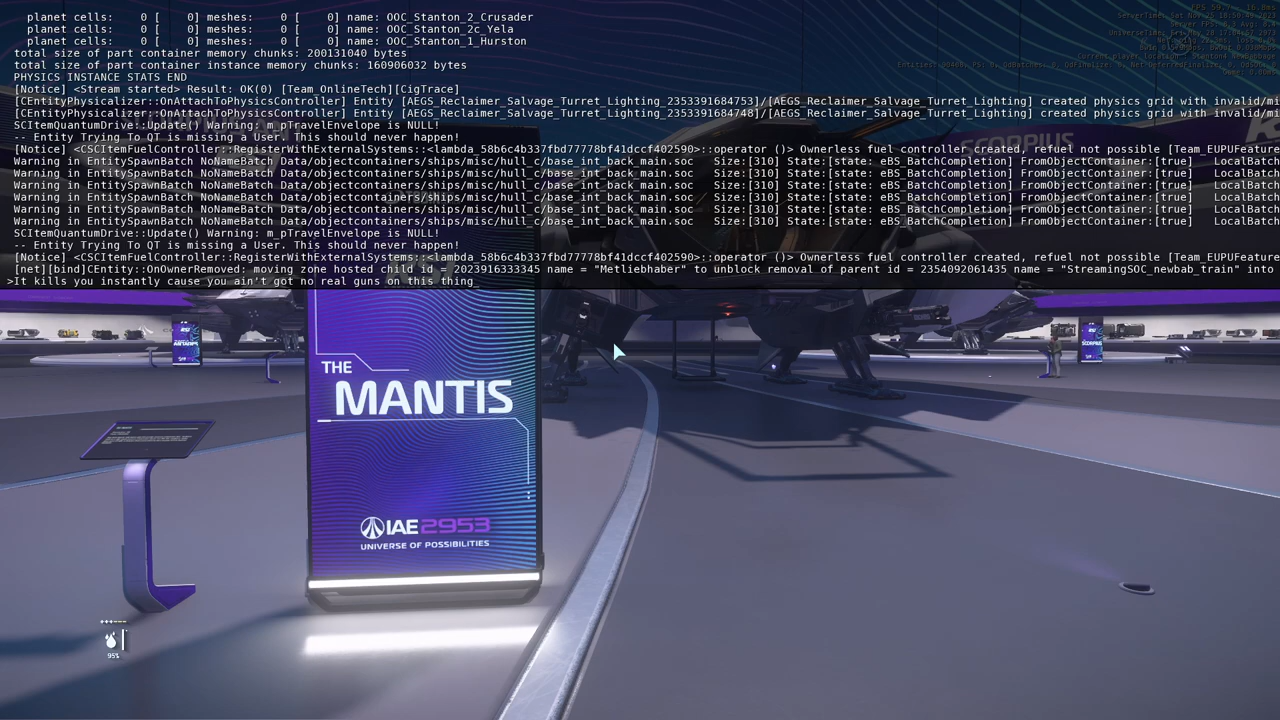 planet cells:    0 [    0] meshes:    0 [    0] name: OOC_Stanton_2_Crusader
planet cells:    0 [    0] meshes:    0 [    0] name: OOC_Stanton_2c_Yela
planet cells:    0 [    0] meshes:    0 [    0] name: OOC_Stanton_1_Hurston
total size of part container memory chunks: 200131040 bytes
total size of part container instance memory chunks: 160906032 bytes
PHYSICS INSTANCE STATS END
[Notice] <Stream started> Result: OK(0) [Team_OnlineTech][CigTrace]
[CEntityPhysicalizer::OnAttachToPhysicsController] Entity [AEGS_Reclaimer_Salvage_Turret_Lighting_2353391684753]/[AEGS_Reclaimer_Salvage_Turret_Lighting] created physics grid with invalid/mi
[CEntityPhysicalizer::OnAttachToPhysicsController] Entity [AEGS_Reclaimer_Salvage_Turret_Lighting_2353391684748]/[AEGS_Reclaimer_Salvage_Turret_Lighting] created physics grid with invalid/mi
SCItemQuantumDrive::Update() Warning: m_pTravelEnvelope is NULL!
-- Entity Trying To QT is missing a User. This should never happen!
[Notice] <CSCItemFuelController::RegisterWithExternalSystems::<lambda_58b6c4b337fbd77778bf41dccf402590>::operator ()> Ownerless fuel controller created, refuel not possible [Team_EUPUFeature
Warning in EntitySpawnBatch NoNameBatch Data/objectcontainers/ships/misc/hull_c/base_int_back_main.soc   Size:[310] State:[state: eBS_BatchCompletion] FromObjectContainer:[true]   LocalBatch
Warning in EntitySpawnBatch NoNameBatch Data/objectcontainers/ships/misc/hull_c/base_int_back_main.soc   Size:[310] State:[state: eBS_BatchCompletion] FromObjectContainer:[true]   LocalBatch
Warning in EntitySpawnBatch NoNameBatch Data/objectcontainers/ships/misc/hull_c/base_int_back_main.soc   Size:[310] State:[state: eBS_BatchCompletion] FromObjectContainer:[true]   LocalBatch
Warning in EntitySpawnBatch NoNameBatch Data/objectcontainers/ships/misc/hull_c/base_int_back_main.soc   Size:[310] State:[state: eBS_BatchCompletion] FromObjectContainer:[true]   LocalBatch
Warning in EntitySpawnBatch NoNameBatch Data/objectcontainers/ships/misc/hull_c/base_int_back_main.soc   Size:[310] State:[state: eBS_BatchCompletion] FromObjectContainer:[true]   LocalBatch
Warning in EntitySpawnBatch NoNameBatch Data/objectcontainers/ships/misc/hull_c/base_int_back_main.soc   Size:[310] State:[state: eBS_BatchCompletion] FromObjectContainer:[true]   LocalBatch
SCItemQuantumDrive::Update() Warning: m_pTravelEnvelope is NULL!
-- Entity Trying To QT is missing a User. This should never happen!
[Notice] <CSCItemFuelController::RegisterWithExternalSystems::<lambda_58b6c4b337fbd77778bf41dccf402590>::operator ()> Ownerless fuel controller created, refuel not possible [Team_EUPUFeature
[net][bind]CEntity::OnOwnerRemoved: moving zone hosted child id = 2023916333345 name = "Metliebhaber" to unblock removal of parent id = 2354092061435 name = "StreamingSOC_newbab_train" into
>It kills you instantly cause you ain't got no real guns on this thing_
SCORPIUS
THE
MANTIS
IAE 2953
UNIVERSE OF POSSIBILITIES
95%